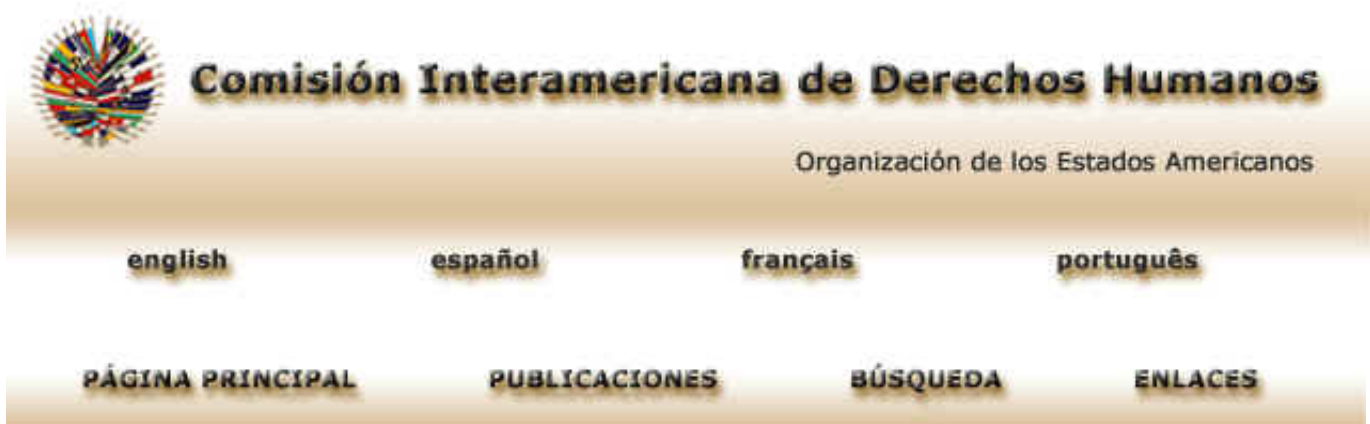 Comisión Interamericana de Derechos Humanos
Organización de los Estados Americanos
english español français português
PÁGINA PRINCIPAL PUBLICACIONES BÚSQUEDA ENLACES